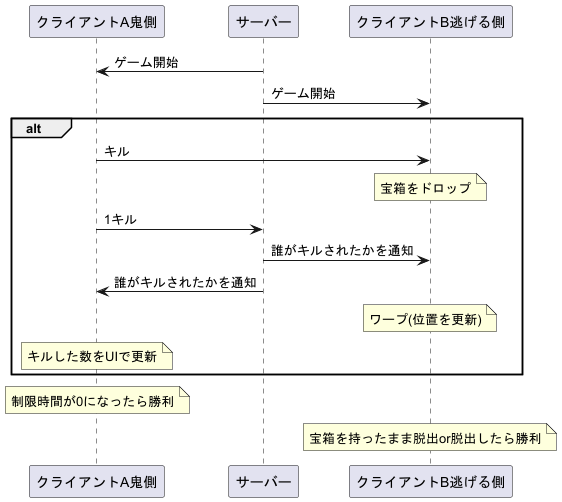 クライアントA鬼側
サーバー
クライアントB逃げる側
ゲーム開始
ゲーム開始
alt
キル
宝箱をドロップ
1キル
誰がキルされたかを通知
誰がキルされたかを通知
ワープ(位置を更新)
キルした数をUIで更新
制限時間が0になったら勝利
宝箱を持ったまま脱出or脱出したら勝利
クライアントA鬼側
サーバー
クライアントB逃げる側